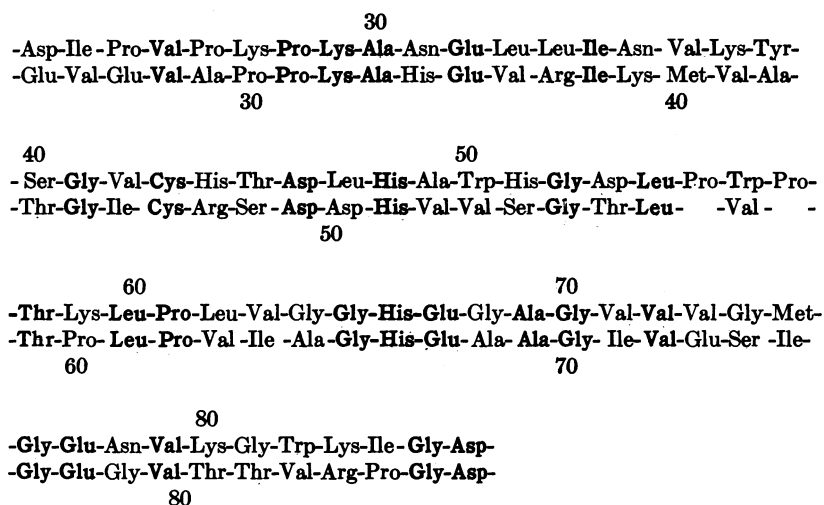 30
-Asp-Ile-Pro-Val-Pro-Lys-Pro-Lys-Ala-Asn-Glu-Leu-Leu-Ile-Asn-Val-Lys-Tyr-
-Glu-Val-Glu-Val-Ala-Pro-Pro-Lys-Ala-His-Glu-Val-Arg-Ile-Lys-Met-Val-Ala-
30 40
40 50
-Ser-Gly-Val-Cys-His-Thr-Asp-Leu-His-Ala-Trp-His-Gly-Asp-Leu-Pro-Trp-Pro-
-Thr-Gly-Ile-Cys-Arg-Ser-Asp-Asp-His-Val-Val-Ser-Gly-Thr-Leu- -Val- -
50
60 70
-Thr-Lys-Leu-Pro-Leu-Val-Gly-Gly-His-Glu-Gly-Ala-Gly-Val-Val-Val-Gly-Met-
-Thr-Pro-Leu-Pro-Val-Ile-Ala-Gly-His-Glu-Ala-Ala-Gly-Ile-Val-Glu-Ser-Ile-
60 70
80
-Gly-Glu-Asn-Val-Lys-Gly-Trp-Lys-Ile-Gly-Asp-
-Gly-Glu-Gly-Val-Thr-Thr-Val-Arg-Pro-Gly-Asp-
80